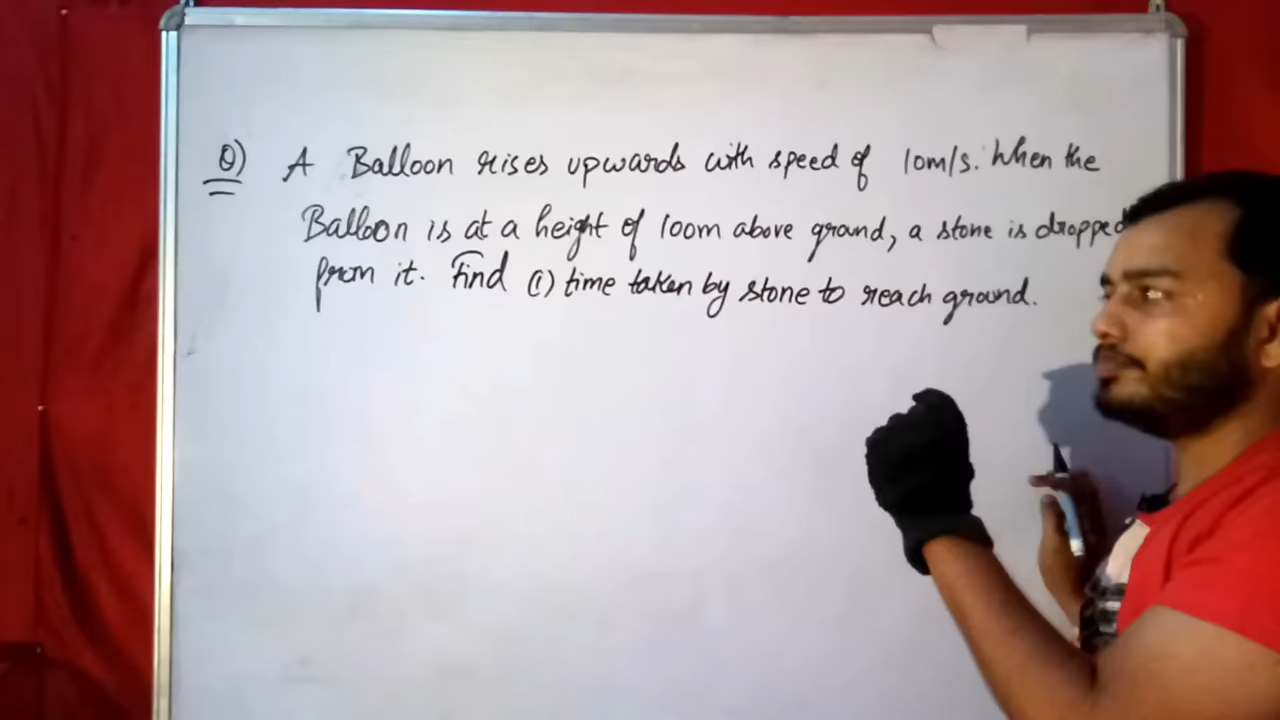 Q) A Balloon rises upwards with speed of 10m/s. When the
Balloon is at a height of 100m above ground, a stone is dropped
from it. Find (1) time taken by stone to reach ground.